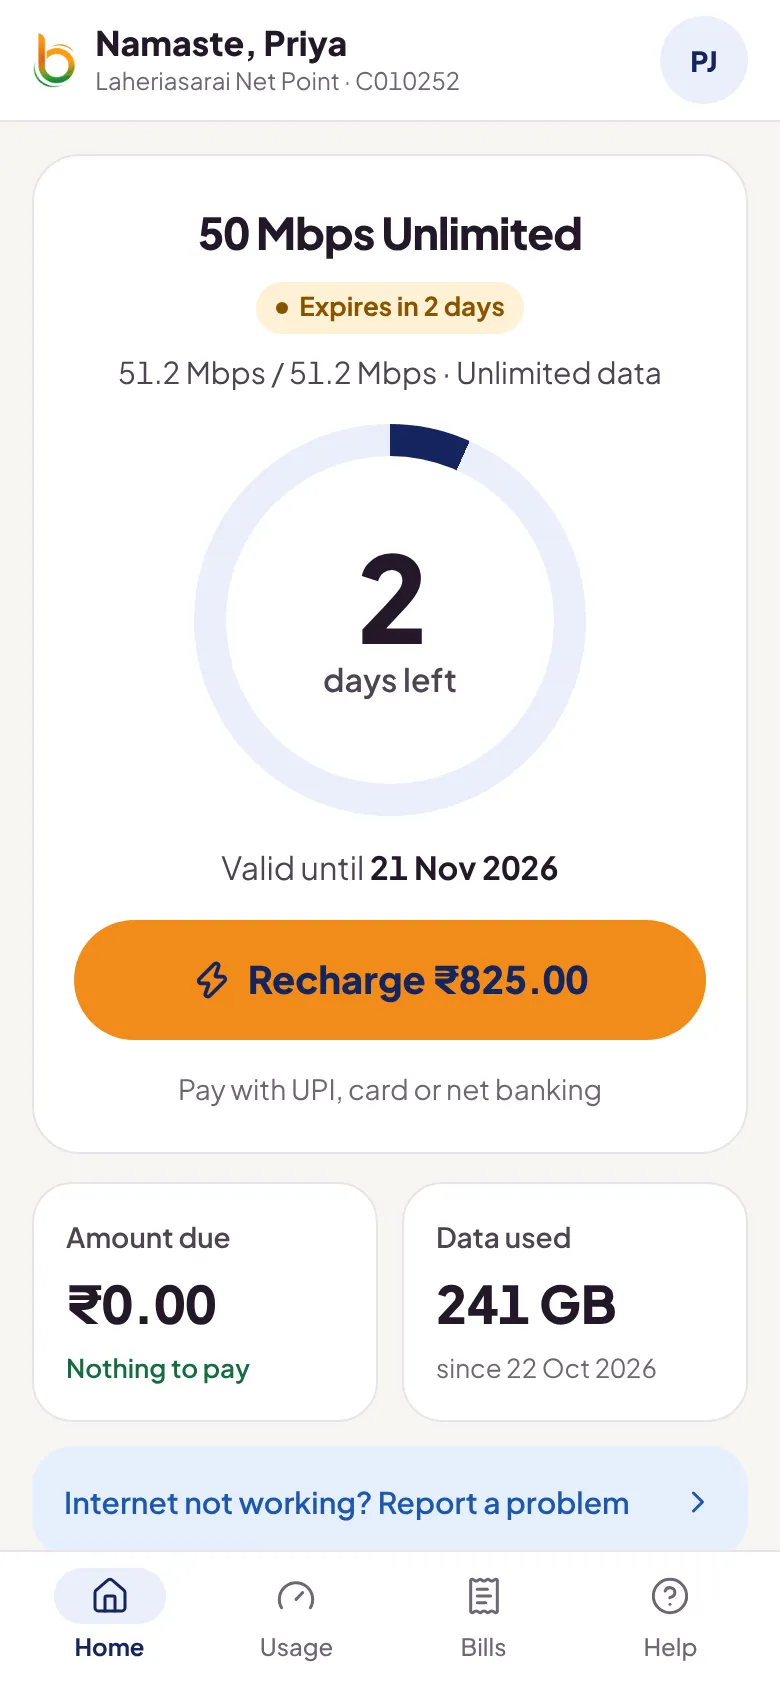 Namaste, Priya
Laheriasarai Net Point · C010252
PJ
50 Mbps Unlimited
• Expires in 2 days
51.2 Mbps / 51.2 Mbps · Unlimited data
2
days left
Valid until 21 Nov 2026
Recharge ₹825.00
Pay with UPI, card or net banking
Amount due
₹0.00
Nothing to pay
Data used
241 GB
since 22 Oct 2026
Internet not working? Report a problem
Home
Usage
Bills
Help